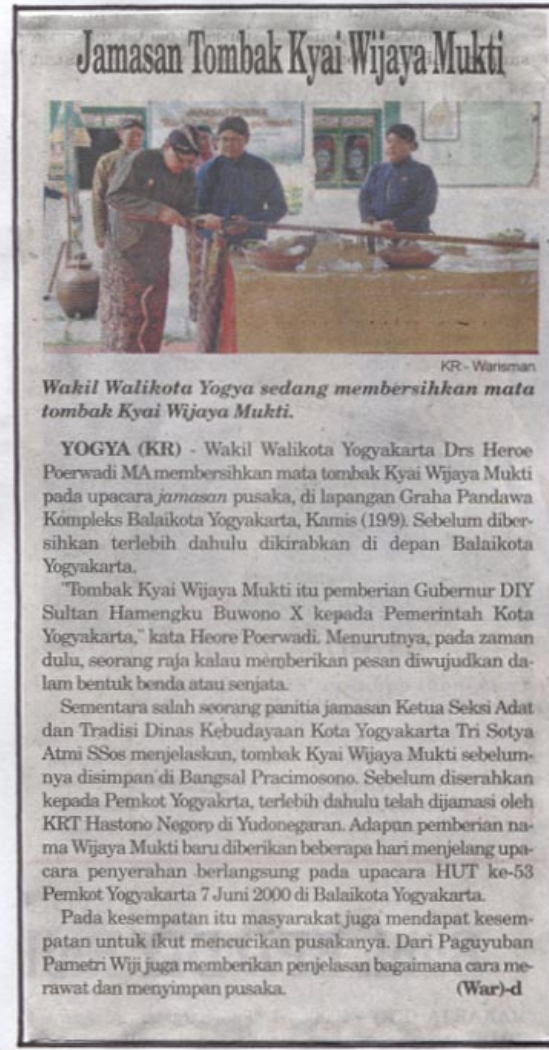 Jamasan Tombak Kyai Wijaya Mukti
KR - Warisman
Wakil Walikota Yogya sedang membersihkan mata
tombak Kyai Wijaya Mukti.
YOGYA (KR) - Wakil Walikota Yogyakarta Drs Heroe
Poerwadi MA membersihkan mata tombak Kyai Wijaya Mukti
pada upacara jamasan pusaka, di lapangan Graha Pandawa
Kompleks Balaikota Yogyakarta, Kamis (19/9). Sebelum diber-
sihkan terlebih dahulu dikirabkan di depan Balaikota
Yogyakarta.
"Tombak Kyai Wijaya Mukti itu pemberian Gubernur DIY
Sultan Hamengku Buwono X kepada Pemerintah Kota
Yogyakarta," kata Heore Poerwadi. Menurutnya, pada zaman
dulu, seorang raja kalau memberikan pesan diwujudkan da-
lam bentuk benda atau senjata.
Sementara salah seorang panitia jamasan Ketua Seksi Adat
dan Tradisi Dinas Kebudayaan Kota Yogyakarta Tri Sotya
Atmi SSos menjelaskan, tombak Kyai Wijaya Mukti sebelum-
nya disimpan di Bangsal Pracimosono. Sebelum diserahkan
kepada Pemkot Yogyakrta, terlebih dahulu telah dijamasi oleh
KRT Hastono Negoro di Yudonegaran. Adapun pemberian na-
ma Wijaya Mukti baru diberikan beberapa hari menjelang upa-
cara penyerahan berlangsung pada upacara HUT ke-53
Pemkot Yogyakarta 7 Juni 2000 di Balaikota Yogyakarta.
Pada kesempatan itu masyarakat juga mendapat kesem-
patan untuk ikut mencucikan pusakanya. Dari Paguyuban
Pametri Wiji juga memberikan penjelasan bagaimana cara me-
rawat dan menyimpan pusaka. (War)-d